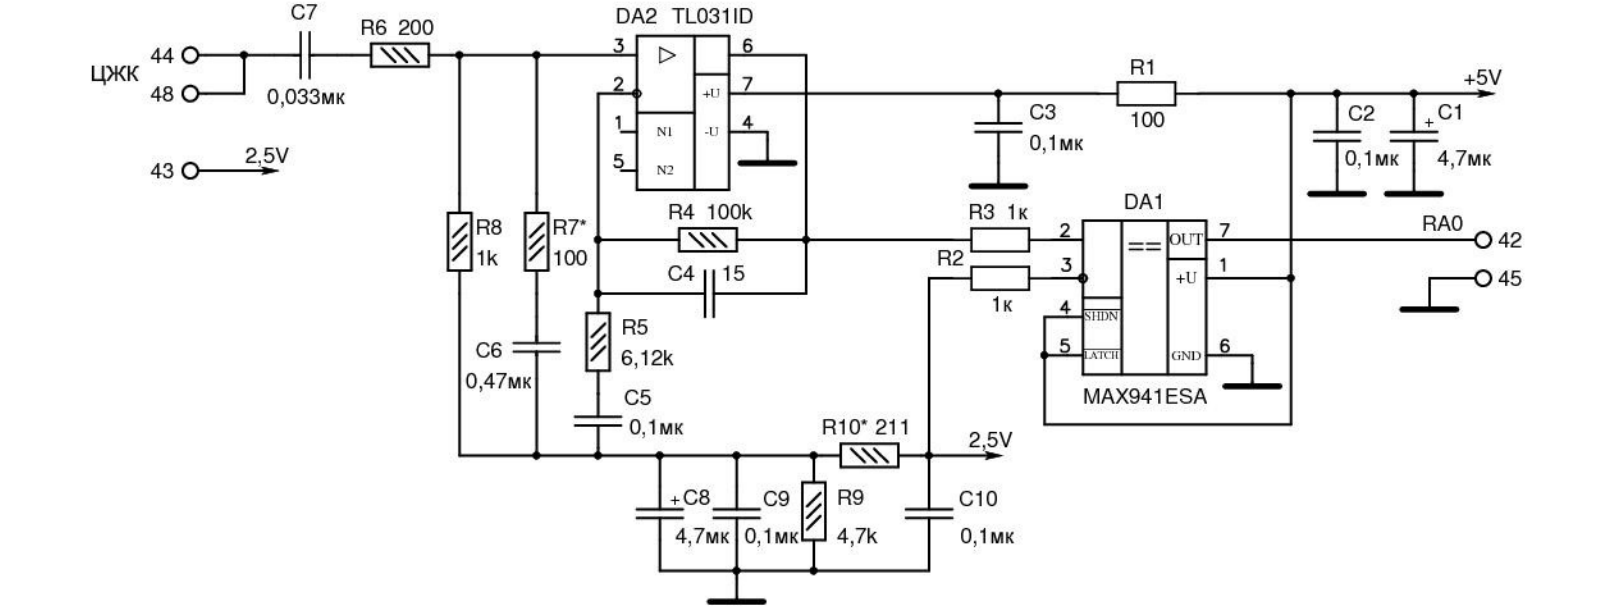 C7
R6 200
DA2 TL031ID
44
ЦЖК
48
0,033мк
3
6
2
+U
7
1
N1
-U
4
5
N2
R1
100
+5V
C3
0,1мк
C2
0,1мк
+
C1
4,7мк
43
2,5V
R8
1k
R7*
100
R4 100k
C4 15
R3 1к
R2
1к
DA1
2
==
OUT
7
3
+U
1
4
SHDN
5
LATCH
GND
6
MAX941ESA
RA0
42
45
C6
0,47мк
R5
6,12k
C5
0,1мк
R10* 211
2,5V
+
C8
4,7мк
C9
0,1мк
R9
4,7k
C10
0,1мк